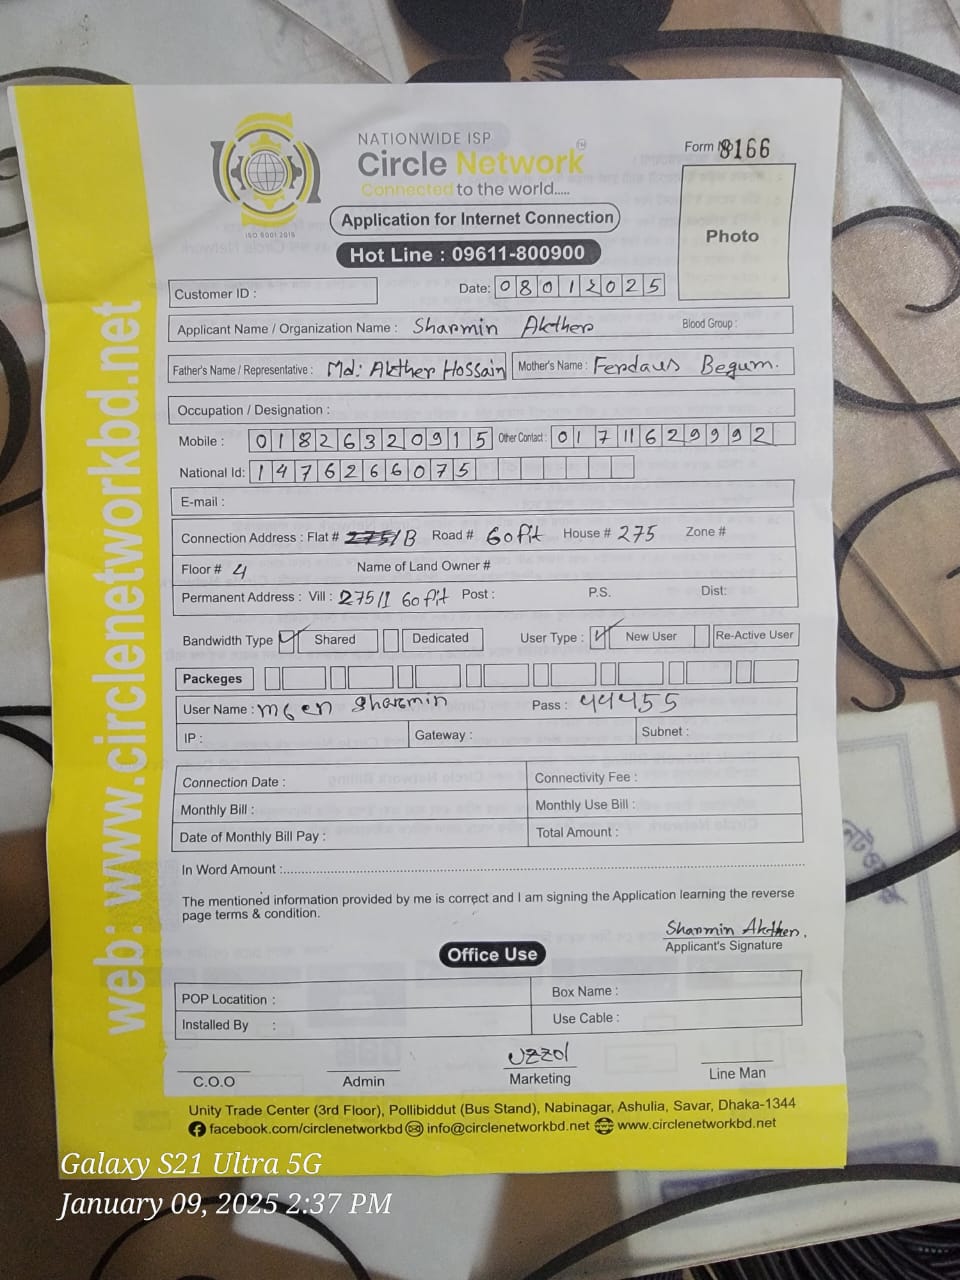 NATIONWIDE ISP
Circle Network
Connected to the world.....
ISO 9001:2015
Form No 8166
Application for Internet Connection
Hot Line : 09611-800900
Photo
Customer ID :
Date: 08012025
Applicant Name / Organization Name : Sharmin Akther Blood Group :
Father's Name / Representative : Md: Akther Hossain Mother's Name : Ferdaus Begum.
Occupation / Designation :
Mobile : 01826320915 Other Contact : 01711629992
National Id: 1476266075
E-mail :
Connection Address : Flat # 275/B Road # 60 fit House # 275 Zone #
Floor # 4 Name of Land Owner #
Permanent Address : Vill : 275/1 60 fit Post : P.S. Dist:
Bandwidth Type Shared Dedicated User Type : New User Re-Active User
Packeges
User Name : Pass : 44455
IP : Gateway : Subnet :
Connection Date : Connectivity Fee :
Monthly Bill : Monthly Use Bill :
Date of Monthly Bill Pay : Total Amount :
In Word Amount :
The mentioned information provided by me is correct and I am signing the Application learning the reverse
page terms & condition.
Sharmin Akther.
Applicant's Signature
Office Use
POP Locatition : Box Name :
Installed By : Use Cable :
Uzzol
C.O.O Admin Marketing Line Man
Unity Trade Center (3rd Floor), Pollibiddut (Bus Stand), Nabinagar, Ashulia, Savar, Dhaka-1344
facebook.com/circlenetworkbd info@circlenetworkbd.net www.circlenetworkbd.net
web: www.circlenetworkbd.net
Galaxy S21 Ultra 5G
January 09, 2025 2:37 PM